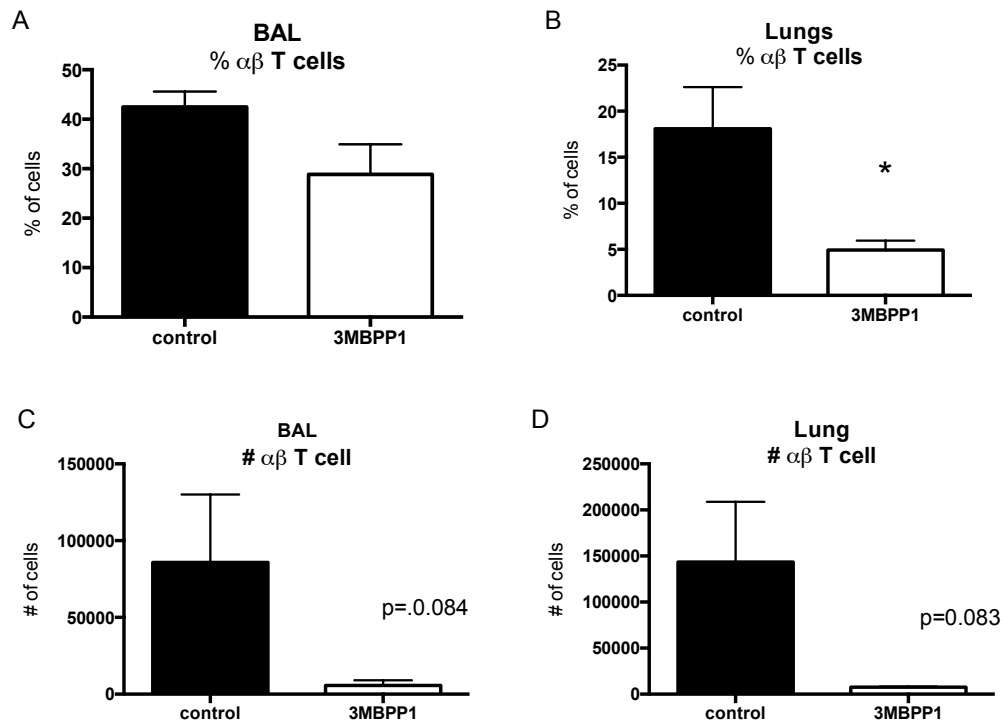 A
BAL
% αβ T cells
50
40
30
20
10
0
% of cells
control
3MBPP1
B
Lungs
% αβ T cells
25
20
15
10
5
0
% of cells
*
control
3MBPP1
C
BAL
# αβ T cell
150000
100000
50000
0
# of cells
p=.0.084
control
3MBPP1
D
Lung
# αβ T cell
250000
200000
150000
100000
50000
0
# of cells
p=0.083
control
3MBPP1